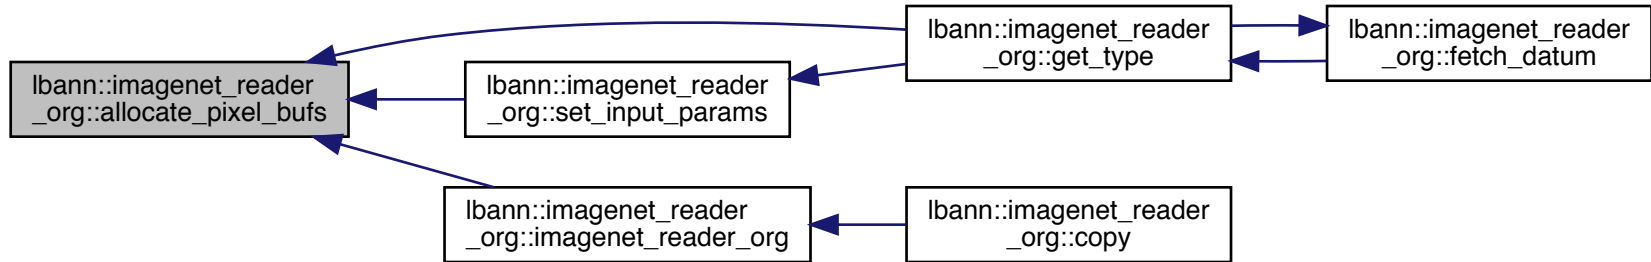 lbann::imagenet_reader
_org::allocate_pixel_bufs
lbann::imagenet_reader
_org::set_input_params
lbann::imagenet_reader
_org::get_type
lbann::imagenet_reader
_org::fetch_datum
lbann::imagenet_reader
_org::imagenet_reader_org
lbann::imagenet_reader
_org::copy